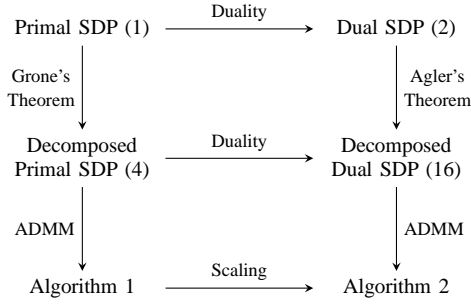 Duality
Primal SDP (1)
Dual SDP (2)
Grone's
Theorem
Agler's
Theorem
Decomposed
Primal SDP (4)
Duality
Decomposed
Dual SDP (16)
ADMM
ADMM
Scaling
Algorithm 1
Algorithm 2